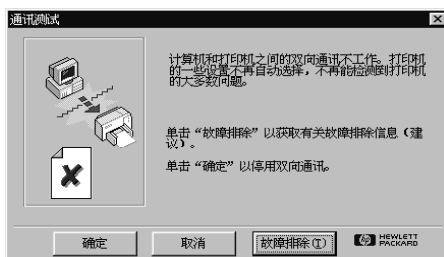 通讯测试
计算机和打印机之间的双向通讯不工作。打印机
的一些设置不再自动选择，不再能检测到打印机
的大多数问题。
单击“故障排除”以获取有关故障排除信息（建
议）。
单击“确定”以停用双向通讯。
确定
取消
故障排除(T)
hp HEWLETT
PACKARD